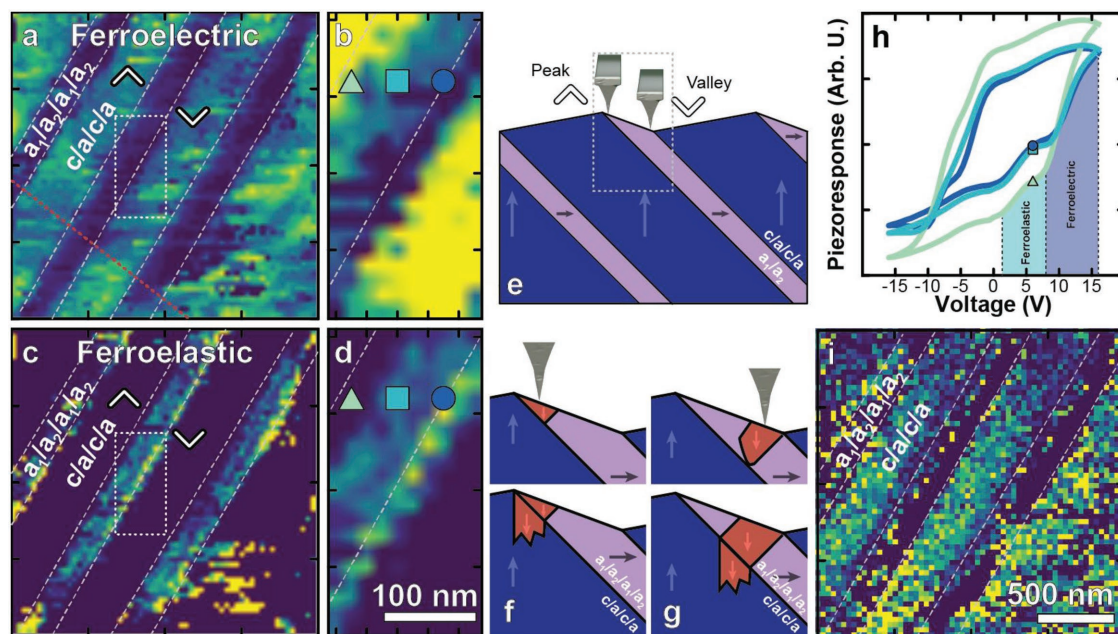 a Ferroelectric
a₁/a₂/a₁/a₂
c/a/c/a
b
Peak
Valley
e
c/a/c/a
a₁/a₂
h
Piezoresponse (Arb. U.)
Ferroelastic
Ferroelectric
-15 -10 -5 0 5 10 15
Voltage (V)
c Ferroelastic
a₁/a₂/a₁/a₂
c/a/c/a
d
100 nm
f
a₁/a₂/a₁/a₂
c/a/c/a
g
a₁/a₂/a₁/a₂
c/a/c/a
i
a₁/a₂/a₁/a₂
c/a/c/a
500 nm